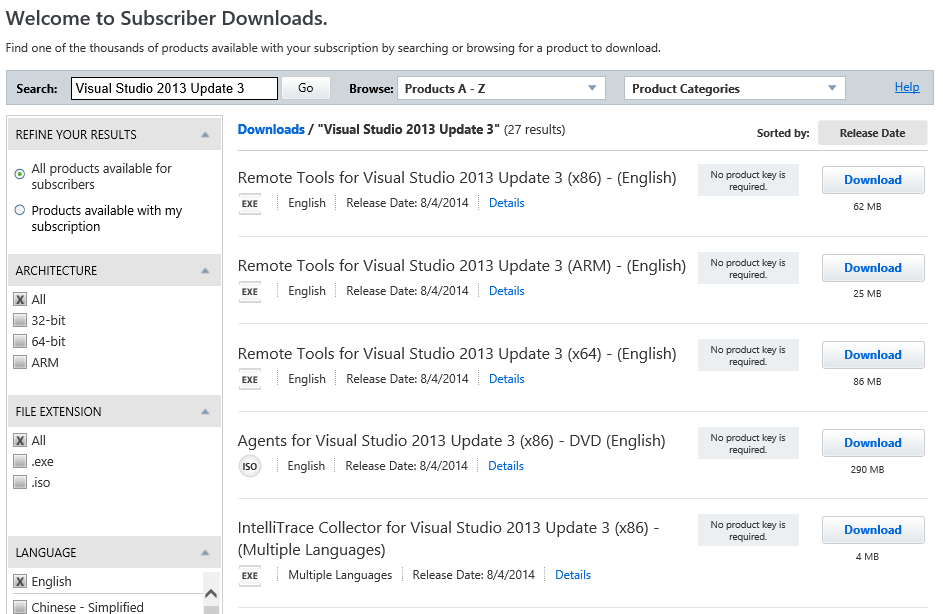 Welcome to Subscriber Downloads.
Find one of the thousands of products available with your subscription by searching or browsing for a product to download.
Search: Visual Studio 2013 Update 3 Go Browse: Products A - Z Product Categories Help
REFINE YOUR RESULTS
All products available for
subscribers
Products available with my
subscription
ARCHITECTURE
X All
32-bit
64-bit
ARM
FILE EXTENSION
X All
.exe
.iso
LANGUAGE
X English
Chinese - Simplified
Downloads / "Visual Studio 2013 Update 3" (27 results)
Sorted by: Release Date
Remote Tools for Visual Studio 2013 Update 3 (x86) - (English)
EXE English Release Date: 8/4/2014 Details
No product key is
required.
Download
62 MB
Remote Tools for Visual Studio 2013 Update 3 (ARM) - (English)
EXE English Release Date: 8/4/2014 Details
No product key is
required.
Download
25 MB
Remote Tools for Visual Studio 2013 Update 3 (x64) - (English)
EXE English Release Date: 8/4/2014 Details
No product key is
required.
Download
86 MB
Agents for Visual Studio 2013 Update 3 (x86) - DVD (English)
ISO English Release Date: 8/4/2014 Details
No product key is
required.
Download
290 MB
IntelliTrace Collector for Visual Studio 2013 Update 3 (x86) -
(Multiple Languages)
EXE Multiple Languages Release Date: 8/4/2014 Details
No product key is
required.
Download
4 MB